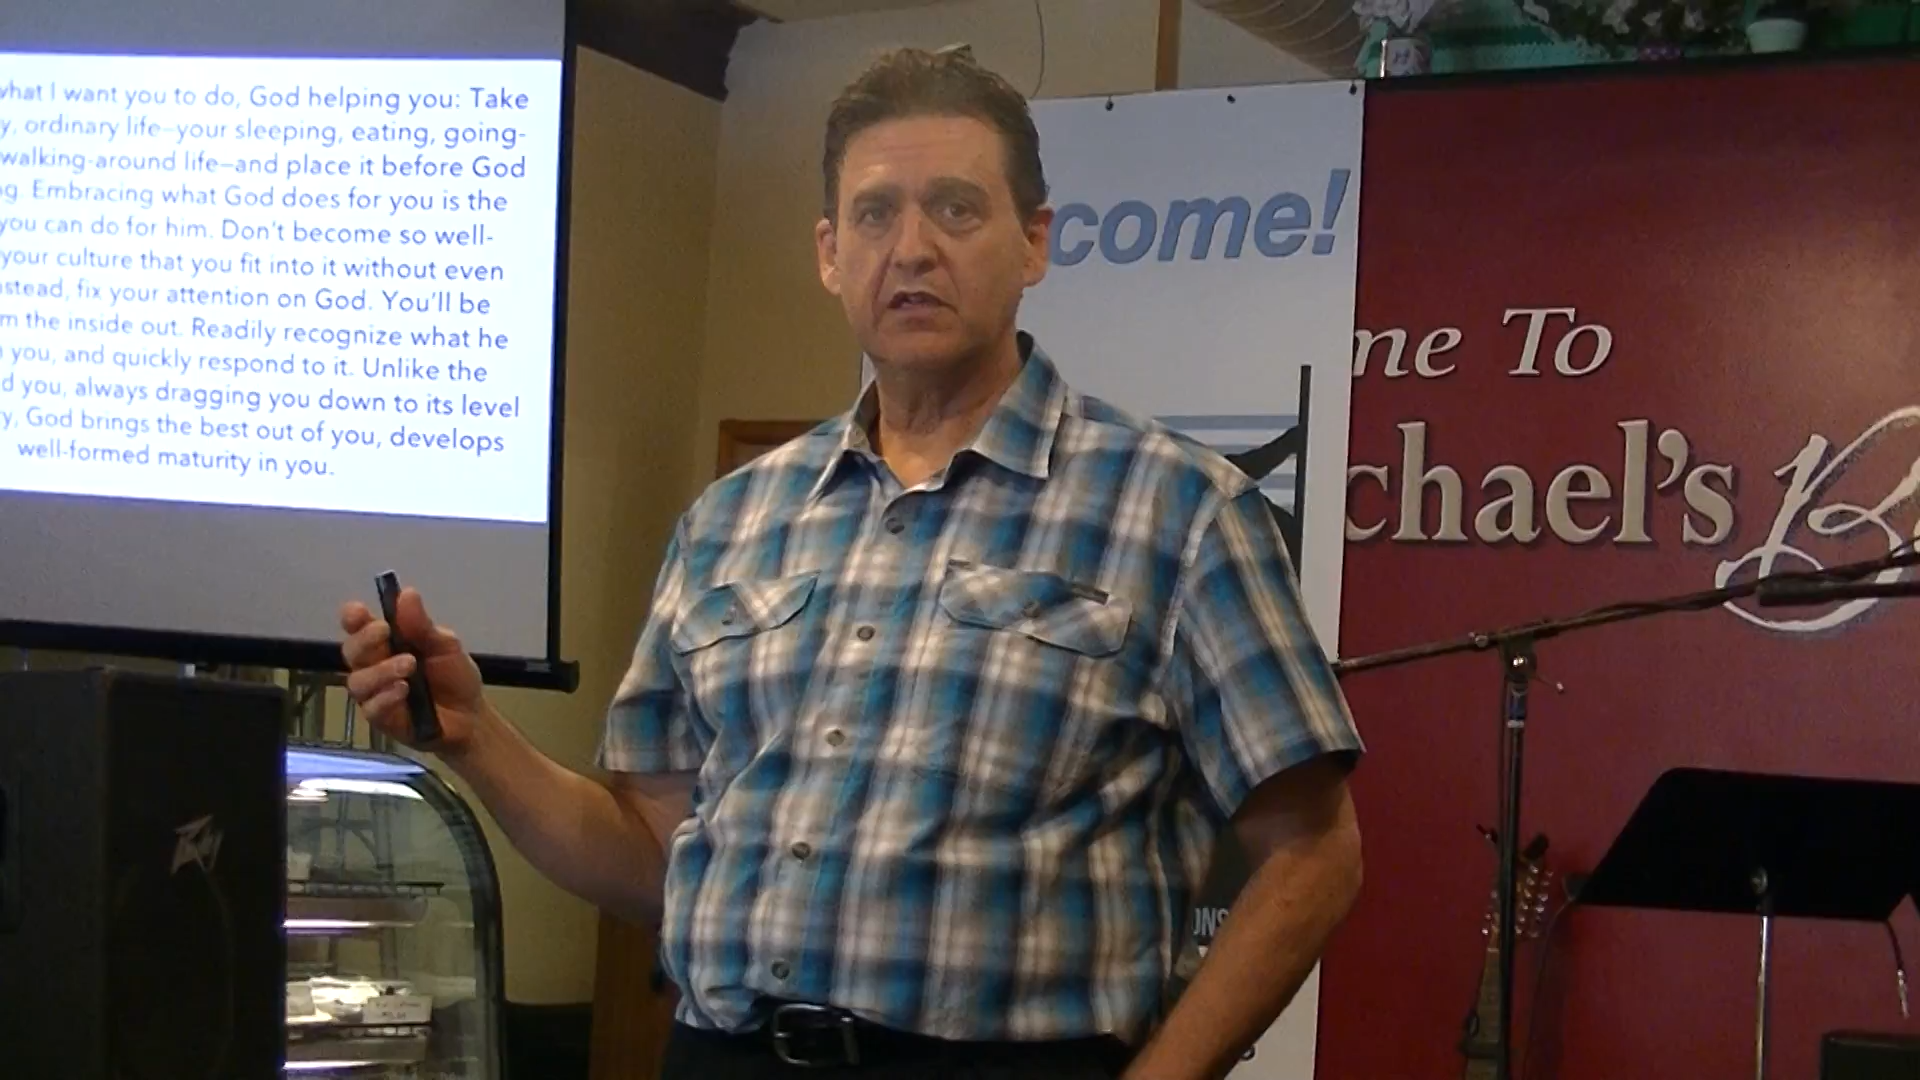 what I want you to do, God helping you: Take
y, ordinary life—your sleeping, eating, going-
walking-around life—and place it before God
g. Embracing what God does for you is the
you can do for him. Don't become so well-
your culture that you fit into it without even
stead, fix your attention on God. You'll be
m the inside out. Readily recognize what he
you, and quickly respond to it. Unlike the
d you, always dragging you down to its level
y, God brings the best out of you, develops
well-formed maturity in you.
come!
me To
chael's B
ONS